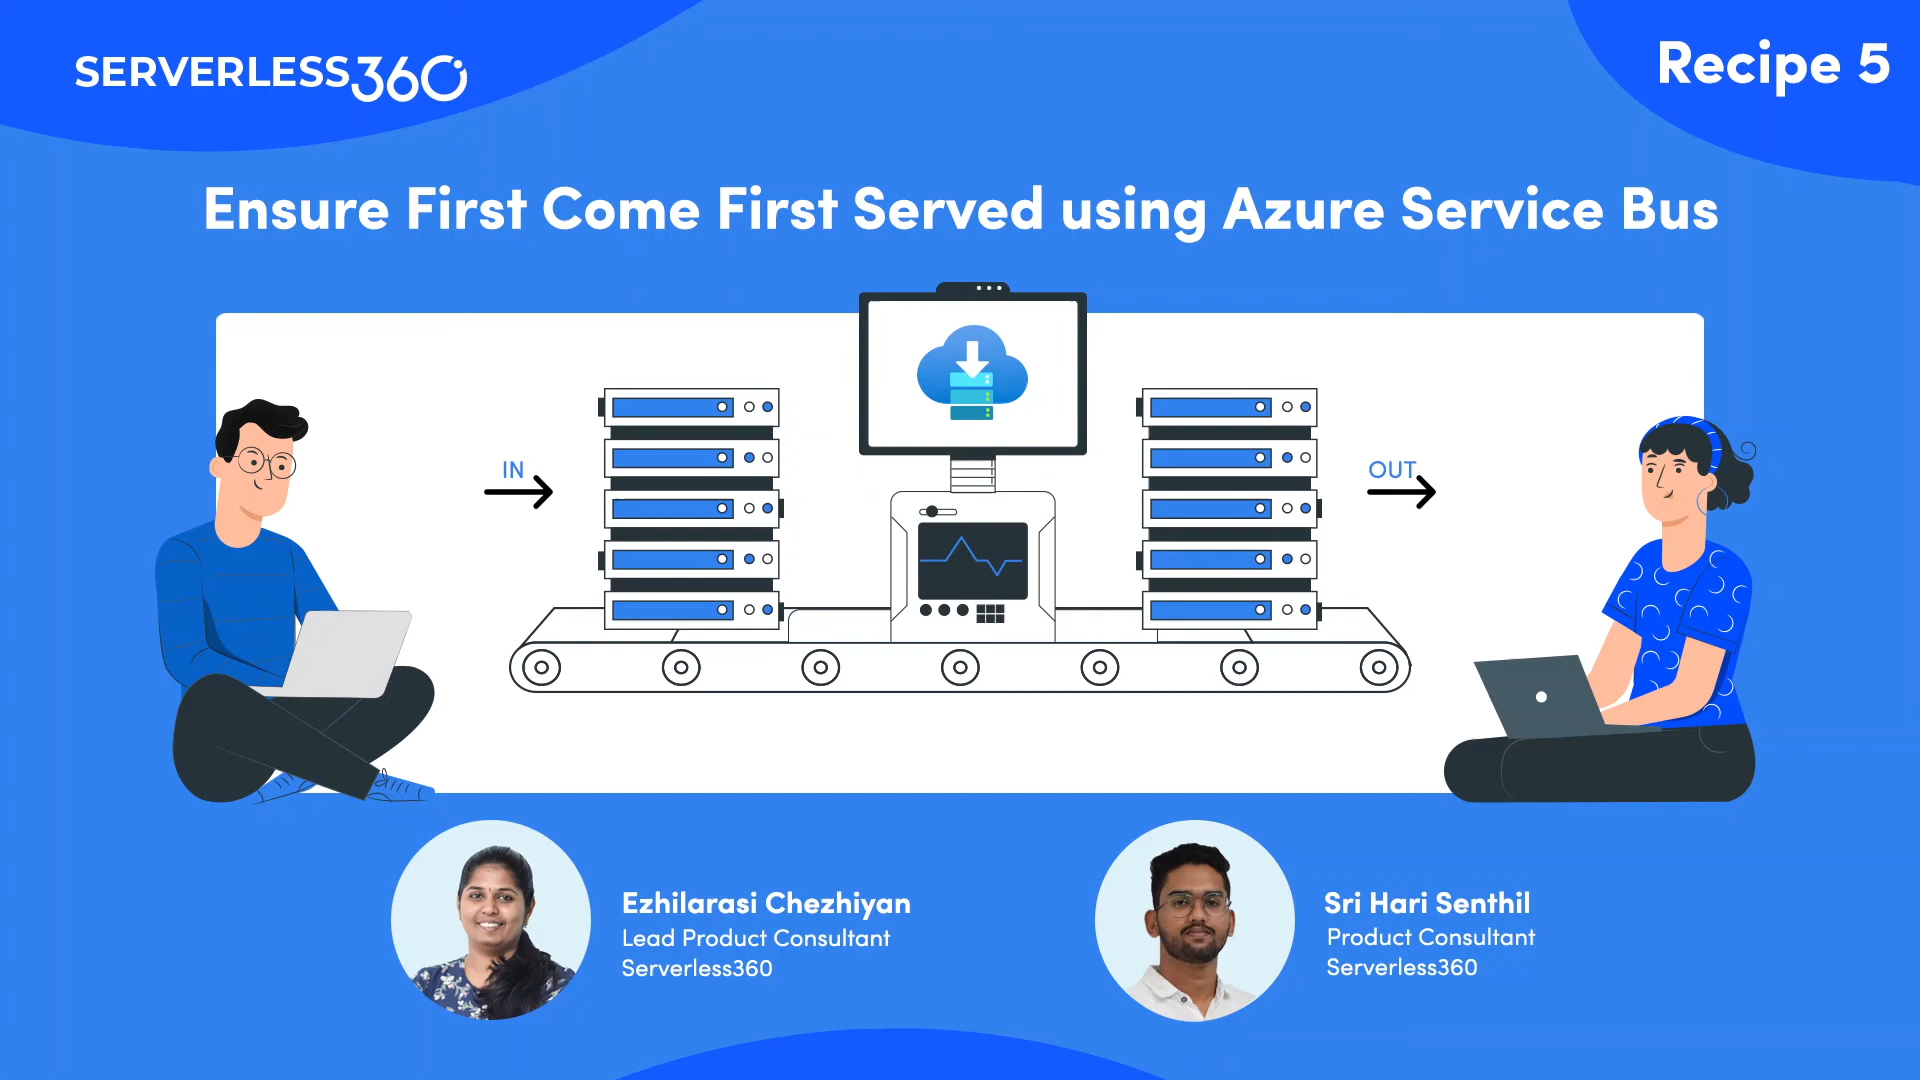 SERVERLESS360
Recipe 5
Ensure First Come First Served using Azure Service Bus
IN
OUT
Ezhilarasi Chezhiyan
Lead Product Consultant
Serverless360
Sri Hari Senthil
Product Consultant
Serverless360